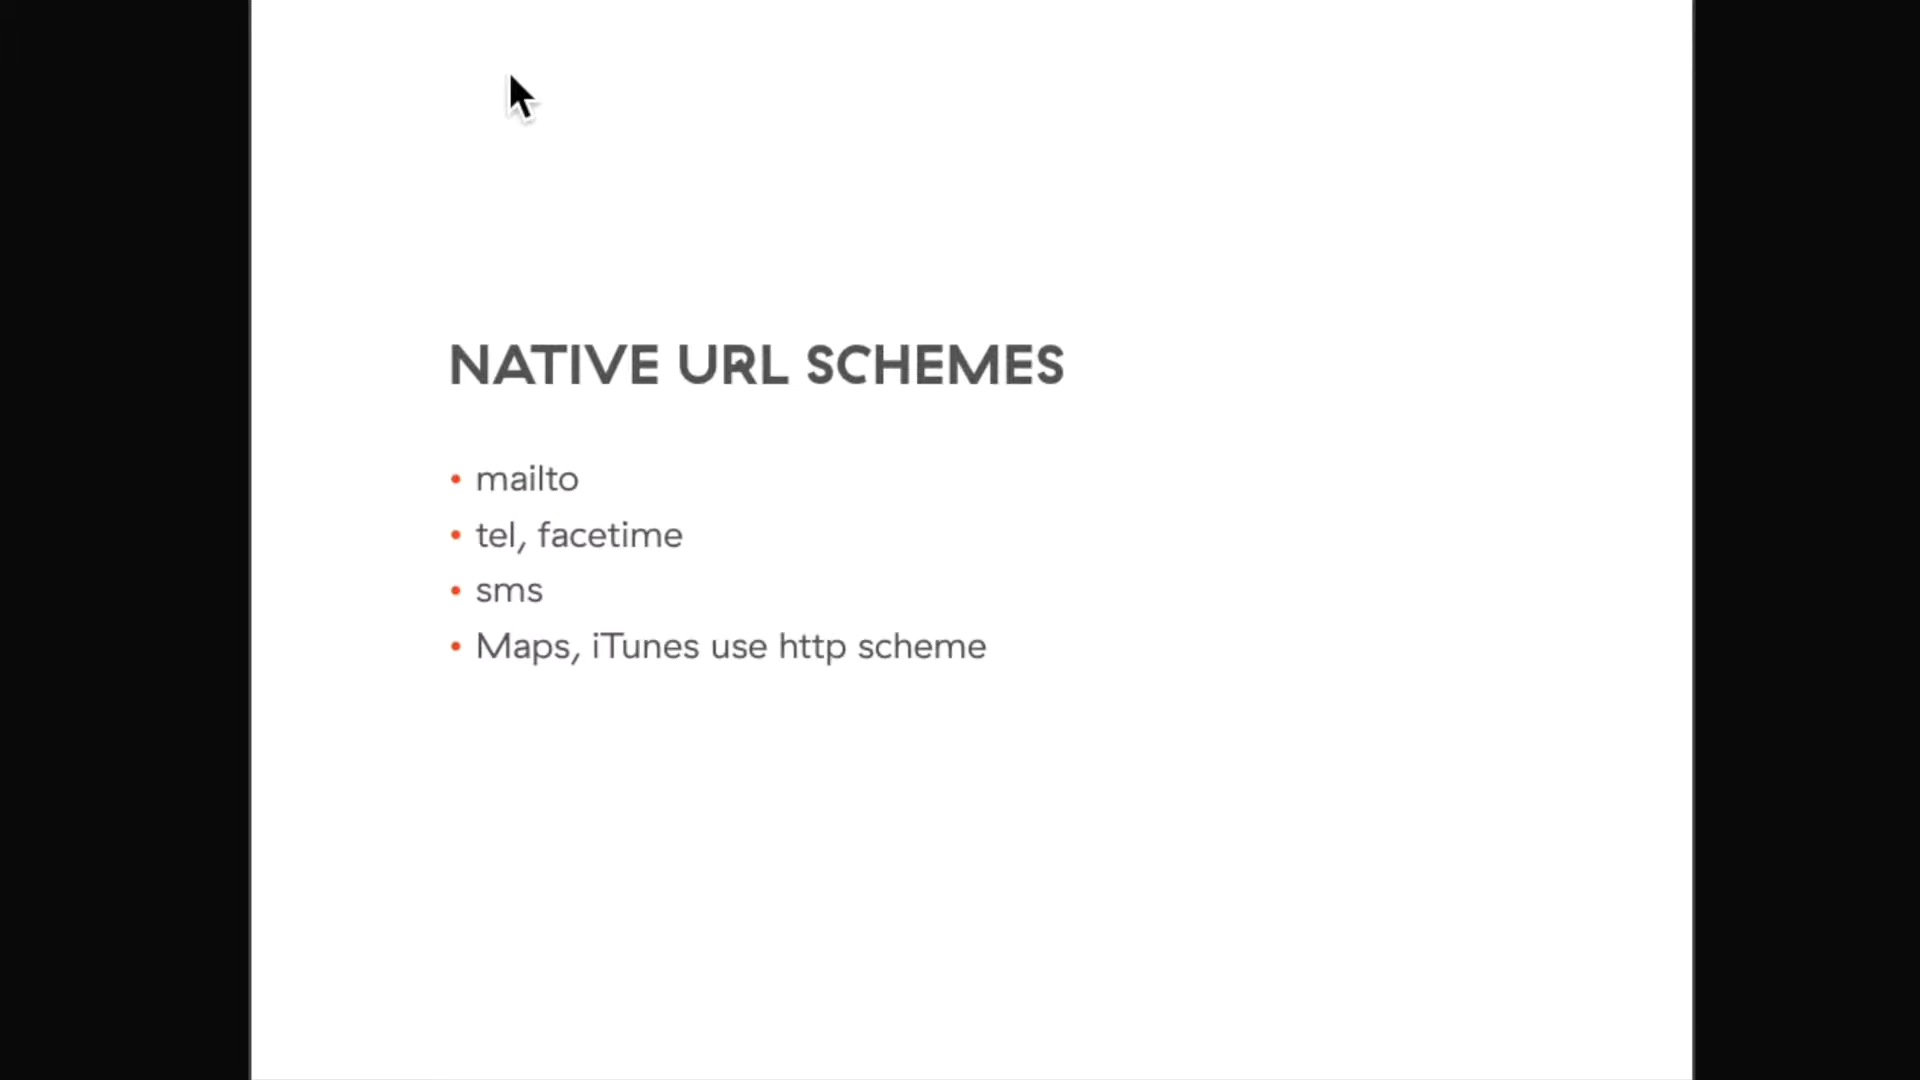 NATIVE URL SCHEMES
• mailto
• tel, facetime
• sms
• Maps, iTunes use http scheme